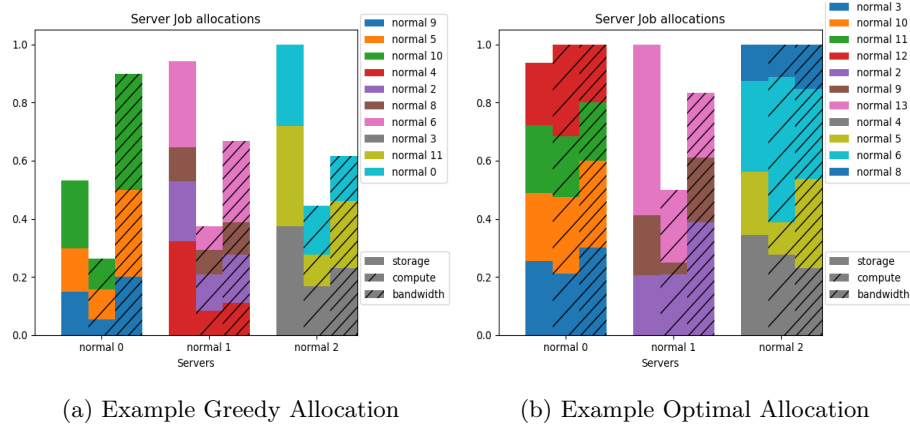 Server Job allocations
1.0
0.8
0.6
0.4
0.2
0.0
normal 0
normal 1
normal 2
Servers
normal 9
normal 5
normal 10
normal 4
normal 2
normal 8
normal 6
normal 3
normal 11
normal 0
storage
compute
bandwidth
(a) Example Greedy Allocation
Server Job allocations
1.0
0.8
0.6
0.4
0.2
0.0
normal 0
normal 1
normal 2
Servers
normal 3
normal 10
normal 11
normal 12
normal 2
normal 9
normal 13
normal 4
normal 5
normal 6
normal 8
storage
compute
bandwidth
(b) Example Optimal Allocation